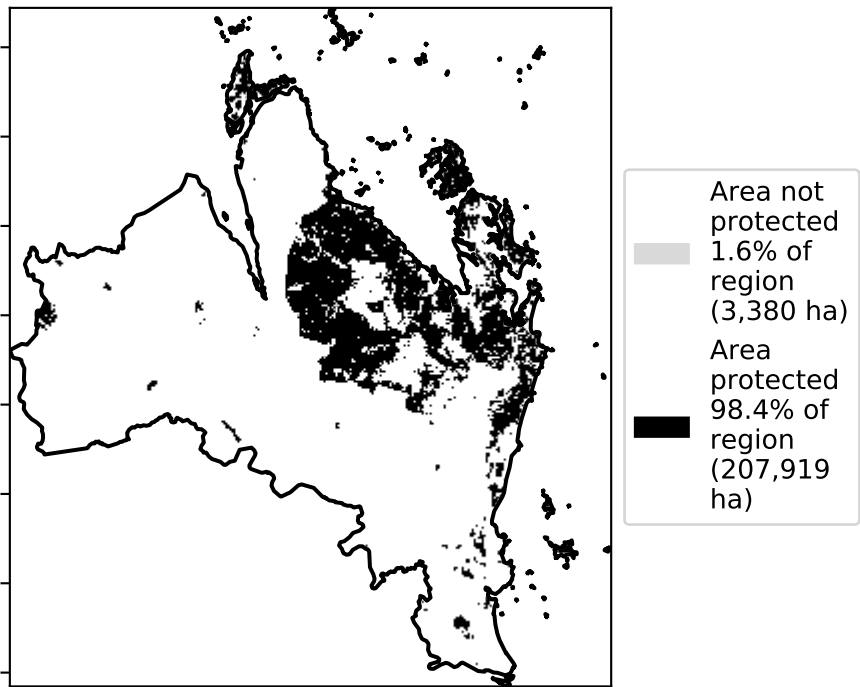 Area not
protected
1.6% of
region
(3,380 ha)
Area
protected
98.4% of
region
(207,919
ha)